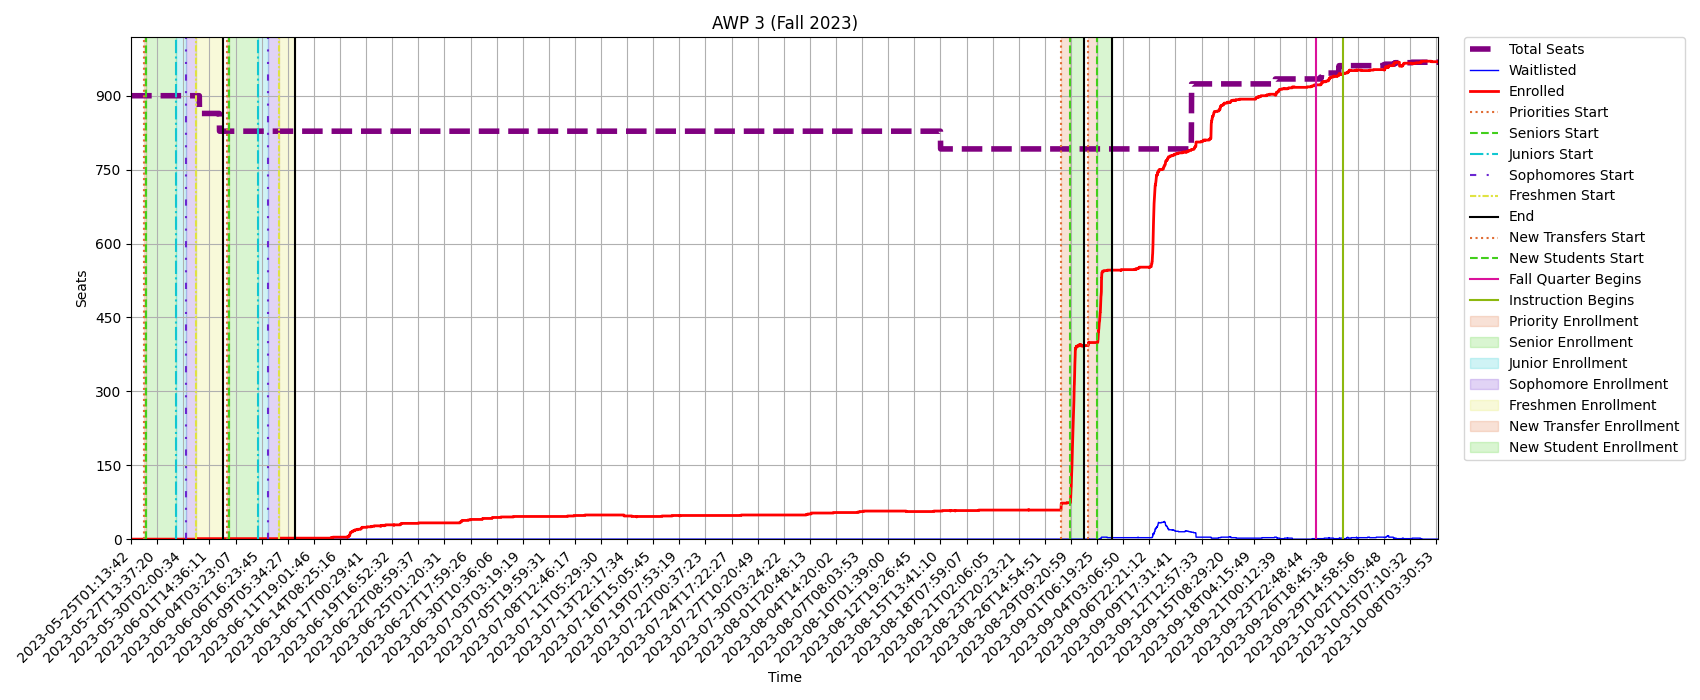 AWP 3 (Fall 2023)
Seats
900
750
600
450
300
150
0
2023-05-25T01:13:42
2023-05-27T13:37:20
2023-05-30T02:00:34
2023-06-01T14:36:11
2023-06-04T03:23:07
2023-06-06T16:23:45
2023-06-09T05:34:27
2023-06-11T19:01:46
2023-06-14T08:25:16
2023-06-17T00:29:41
2023-06-19T16:52:32
2023-06-22T08:59:37
2023-06-25T01:20:31
2023-06-27T17:59:26
2023-06-30T10:36:06
2023-07-03T03:19:19
2023-07-05T19:59:31
2023-07-08T12:46:17
2023-07-11T05:29:30
2023-07-13T22:17:34
2023-07-16T15:05:45
2023-07-19T07:53:19
2023-07-22T00:37:23
2023-07-24T17:22:27
2023-07-27T10:20:49
2023-07-30T03:24:22
2023-08-01T20:48:13
2023-08-04T14:20:02
2023-08-07T08:03:53
2023-08-10T01:39:00
2023-08-12T19:26:45
2023-08-15T13:41:10
2023-08-18T07:59:07
2023-08-21T02:06:05
2023-08-23T20:23:21
2023-08-26T14:54:51
2023-08-29T09:20:59
2023-09-01T06:19:25
2023-09-04T03:06:50
2023-09-06T22:21:12
2023-09-09T17:31:41
2023-09-12T12:57:33
2023-09-15T08:29:20
2023-09-18T04:15:49
2023-09-21T00:12:39
2023-09-23T22:48:44
2023-09-26T18:45:38
2023-09-29T14:58:56
2023-10-02T11:05:48
2023-10-05T07:10:32
2023-10-08T03:30:53
Time
Total Seats
Waitlisted
Enrolled
Priorities Start
Seniors Start
Juniors Start
Sophomores Start
Freshmen Start
End
New Transfers Start
New Students Start
Fall Quarter Begins
Instruction Begins
Priority Enrollment
Senior Enrollment
Junior Enrollment
Sophomore Enrollment
Freshmen Enrollment
New Transfer Enrollment
New Student Enrollment